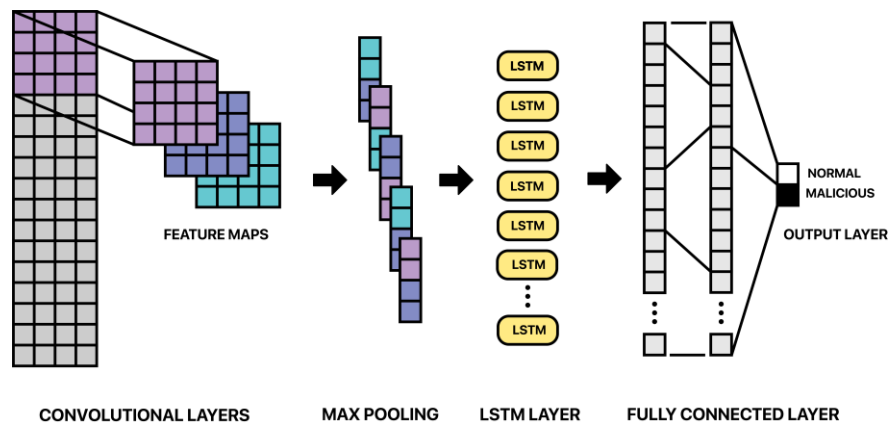 FEATURE MAPS
LSTM
LSTM
LSTM
LSTM
LSTM
LSTM
LSTM
NORMAL
MALICIOUS
OUTPUT LAYER
CONVOLUTIONAL LAYERS
MAX POOLING
LSTM LAYER
FULLY CONNECTED LAYER